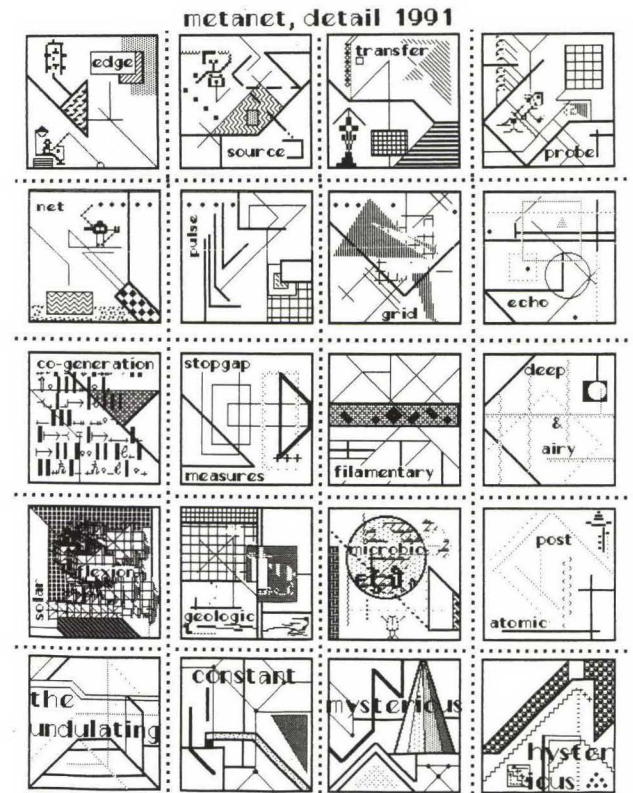 metanet, detail 1991
edge
source
transfer
probe
net
pulse
grid
echo
co-generation
stopgap
measures
filamentary
deep
&
airy
solar
flexion
geologic
microbic
post
atomic
the
undulating
constant
mysterious
hyster
ious